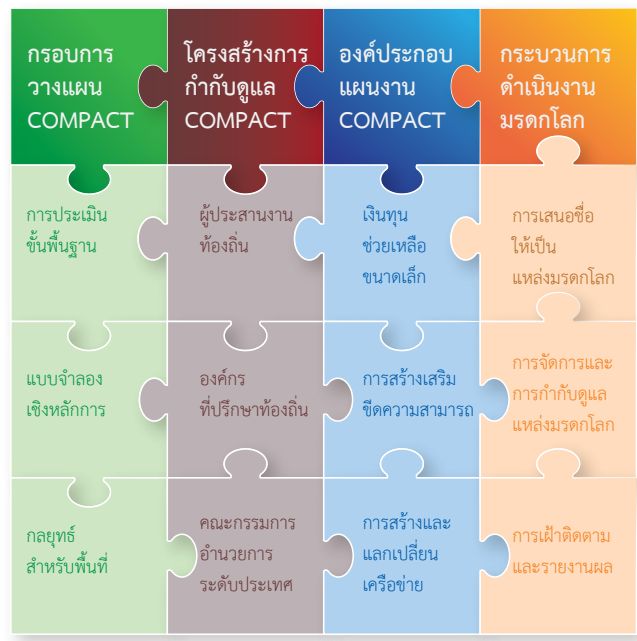 กรอบการ
วางแผน
COMPACT
โครงสร้างการ
กำกับดูแล
COMPACT
องค์ประกอบ
แผนงาน
COMPACT
กระบวนการ
ดำเนินงาน
มรดกโลก
การประเมิน
ขั้นพื้นฐาน
ผู้ประสานงาน
ท้องถิ่น
เงินทุน
ช่วยเหลือ
ขนาดเล็ก
การเสนอชื่อ
ให้เป็น
แหล่งมรดกโลก
แบบจำลอง
เชิงหลักการ
องค์กร
ที่ปรึกษาท้องถิ่น
การสร้างเสริม
ขีดความสามารถ
การจัดการและ
การกำกับดูแล
แหล่งมรดกโลก
กลยุทธ์
สำหรับพื้นที่
คณะกรรมการ
อำนวยการ
ระดับประเทศ
การสร้างและ
แลกเปลี่ยน
เครือข่าย
การเฝ้าติดตาม
และรายงานผล